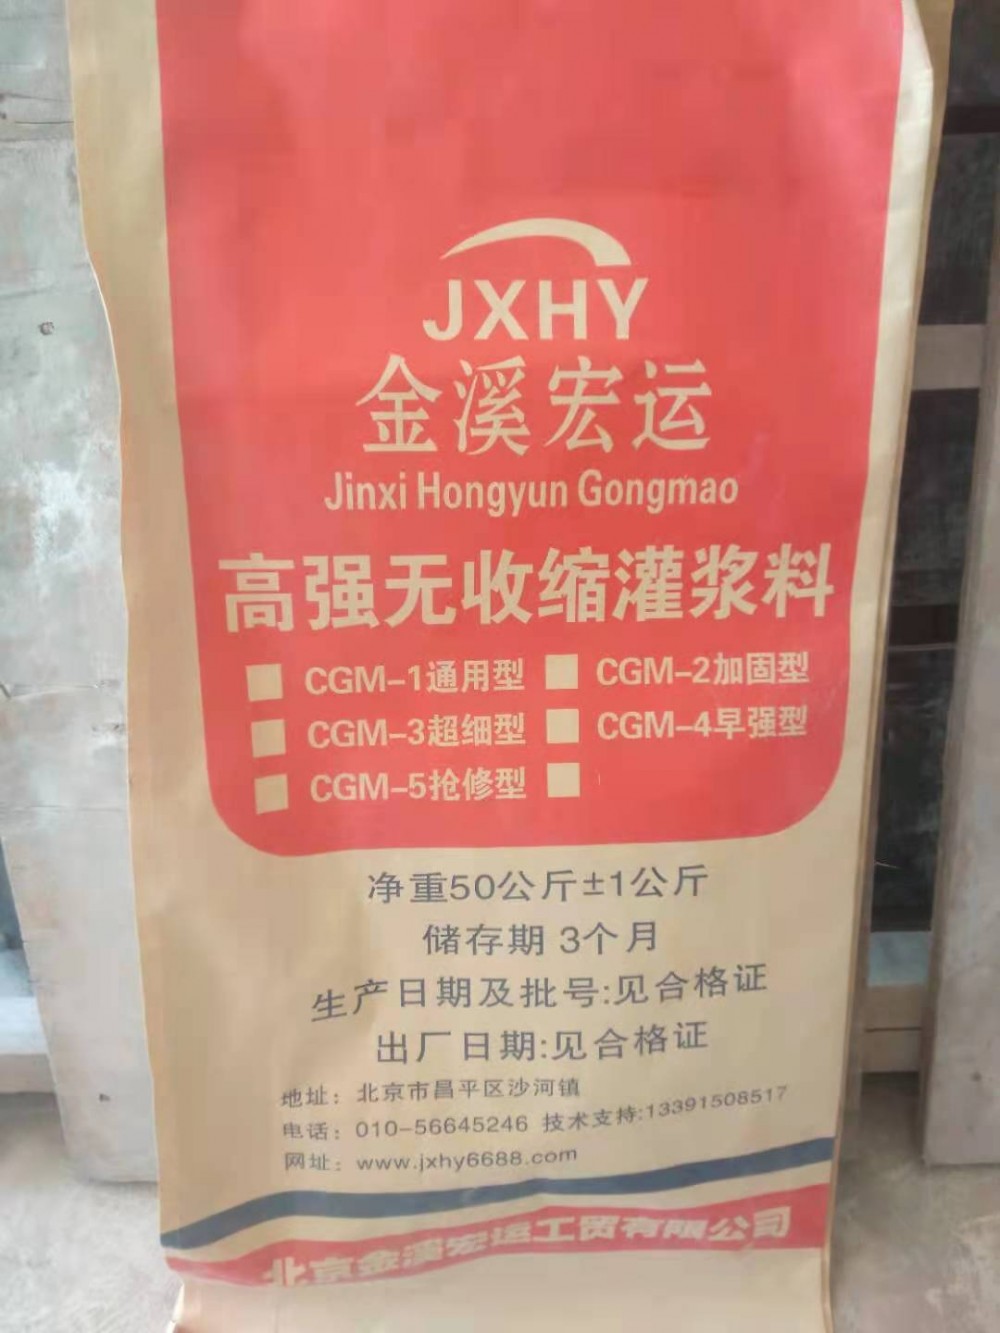 JXHY
金溪宏运
Jinxi Hongyun Gongmao
高强无收缩灌浆料
CGM-1通用型 CGM-2加固型
CGM-3超细型 CGM-4早强型
CGM-5抢修型
净重50公斤±1公斤
储存期 3个月
生产日期及批号:见合格证
出厂日期:见合格证
地址：北京市昌平区沙河镇
电话：010-56645246 技术支持:13391508517
网址：www.jxhy6688.com
北京金溪宏运工贸有限公司